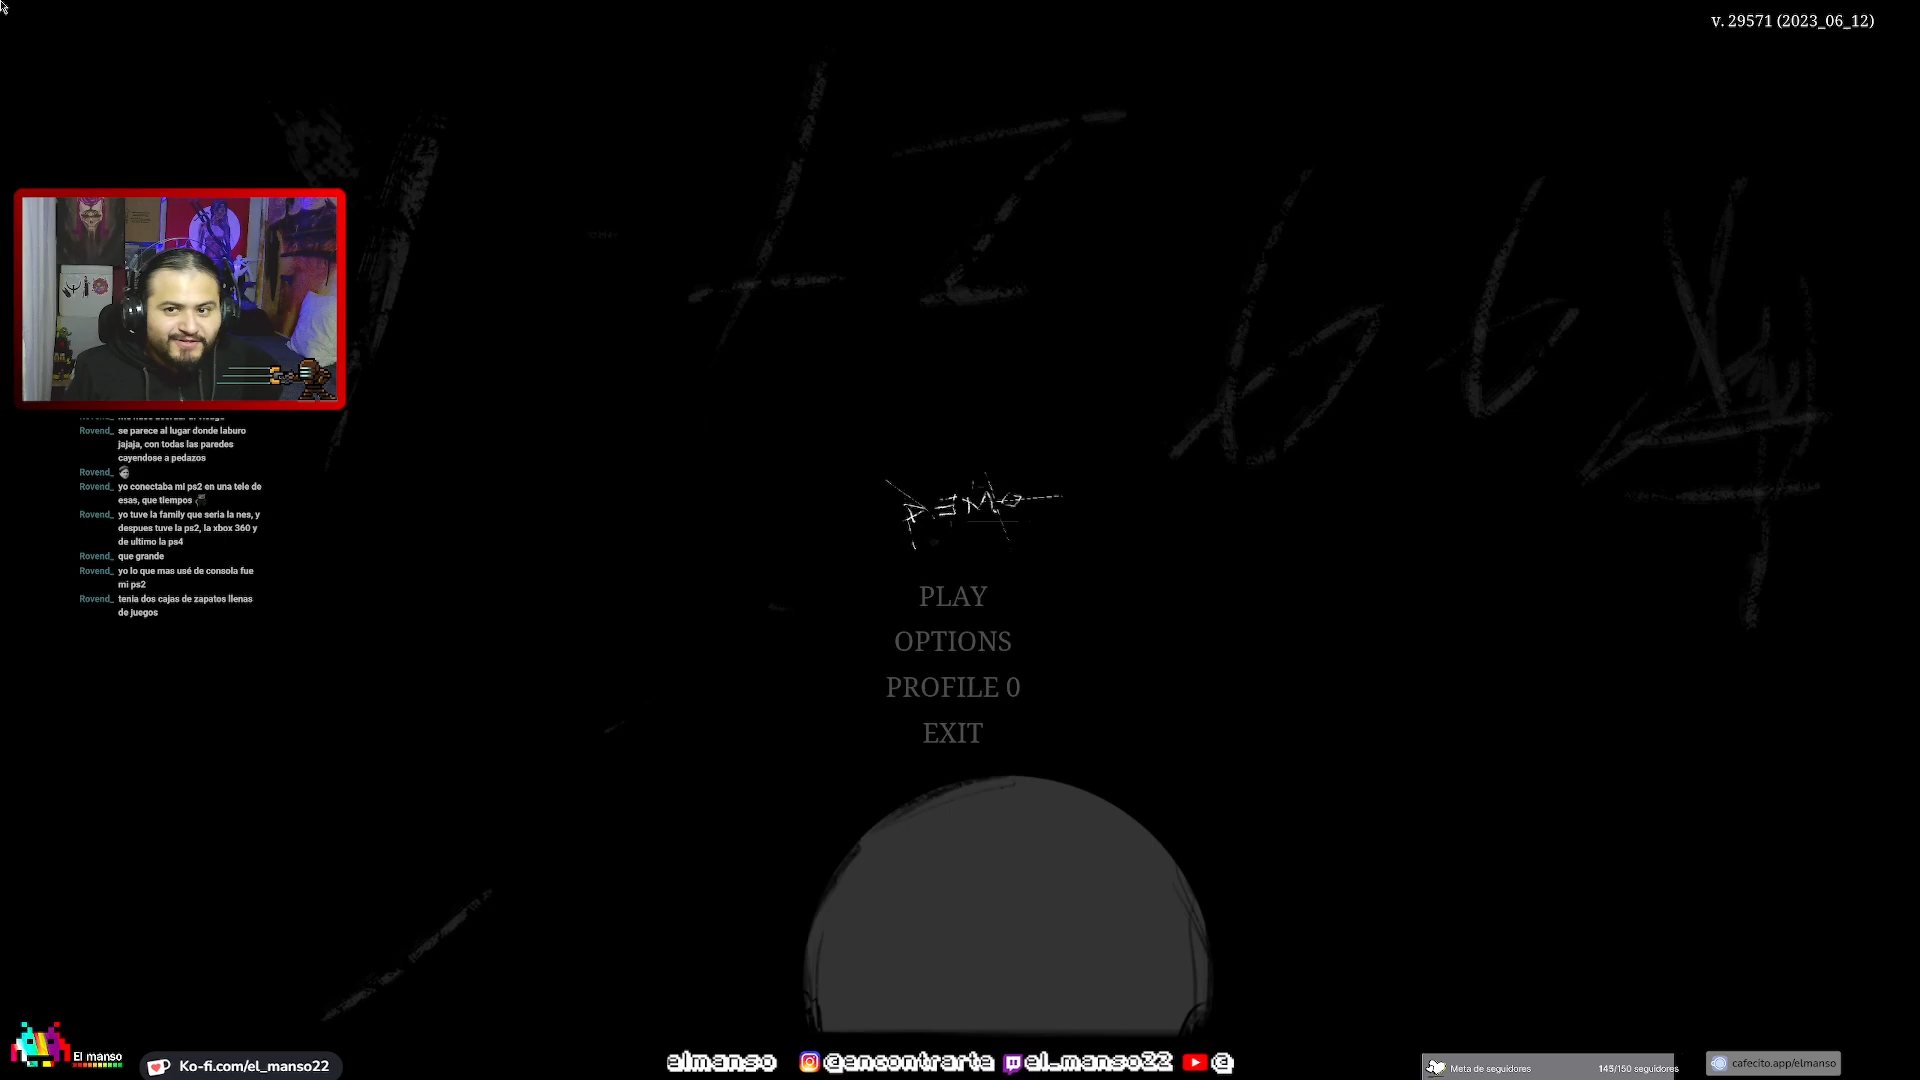 v. 29571 (2023_06_12)
Rovend_ se parece al lugar donde laburo
jajaja, con todas las paredes
cayendose a pedazos
Rovend_
Rovend_ yo conectaba mi ps2 en una tele de
esas, que tiempos
Rovend_ yo tuve la family que seria la nes, y
despues tuve la ps2, la xbox 360 y
de ultimo la ps4
Rovend_ que grande
Rovend_ yo lo que mas usé de consola fue
mi ps2
Rovend_ tenia dos cajas de zapatos llenas
de juegos
DEMO
PLAY
OPTIONS
PROFILE 0
EXIT
El manso
Ko-fi.com/el_manso22
elmanso @encontrarte el_manso22 @
Meta de seguidores 145/150 seguidores
cafecito.app/elmanso